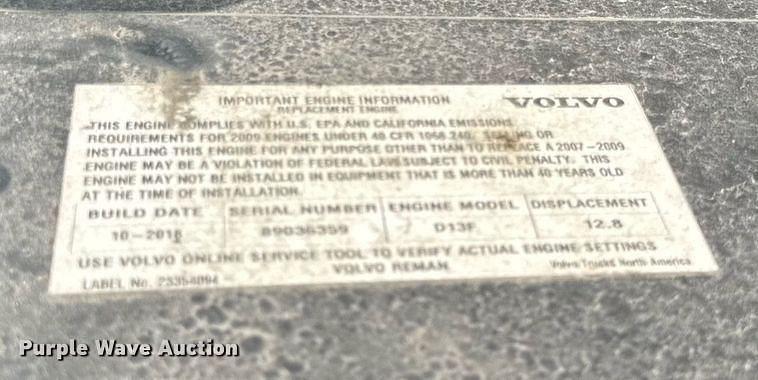 IMPORTANT ENGINE INFORMATION
VOLVO
REPLACEMENT ENGINE
THIS ENGINE COMPLIES WITH U.S. EPA AND CALIFORNIA EMISSIONS
REQUIREMENTS FOR 2009 ENGINES UNDER 40 CFR 1068.240. SELLING OR
INSTALLING THIS ENGINE FOR ANY PURPOSE OTHER THAN TO REPLACE A 2007-2009
ENGINE MAY BE A VIOLATION OF FEDERAL LAW SUBJECT TO CIVIL PENALTY. THIS
ENGINE MAY NOT BE INSTALLED IN EQUIPMENT THAT IS MORE THAN 40 YEARS OLD
AT THE TIME OF INSTALLATION.
BUILD DATE SERIAL NUMBER ENGINE MODEL DISPLACEMENT
10-2018 89036359 D13F 12.8
USE VOLVO ONLINE SERVICE TOOL TO VERIFY ACTUAL ENGINE SETTINGS
VOLVO REMAN
Volvo Trucks North America
LABEL No.
Purple Wave Auction